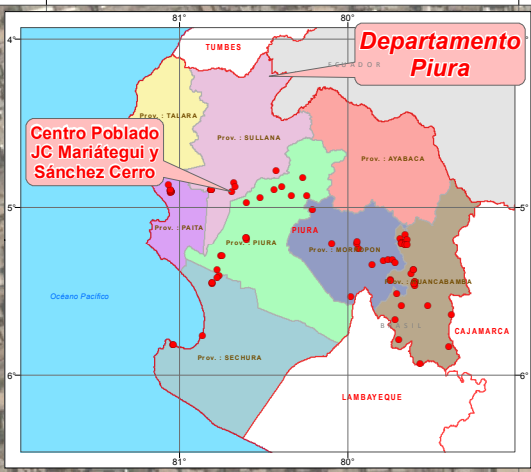 81°
80°
4°
4°
TUMBES
Departamento
Piura
ECUADOR
Prov. : TALARA
Prov. : SULLANA
Centro Poblado
JC Mariátegui y
Sánchez Cerro
Prov. : AYABACA
5°
5°
Prov. : PAITA
PIURA
Prov. : PIURA
Prov. : MORROPON
Prov. : HUANCABAMBA
Océano Pacífico
BRASIL
CAJAMARCA
Prov. : SECHURA
6°
6°
LAMBAYEQUE
81°
80°